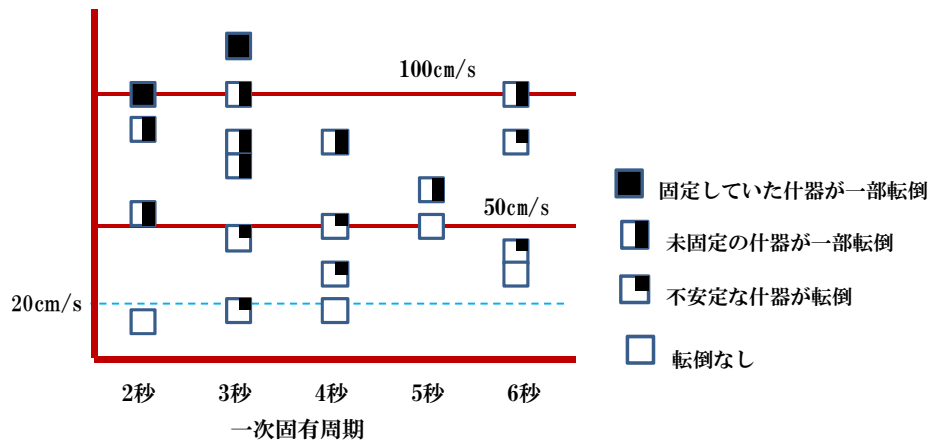 100cm/s
50cm/s
20cm/s
2秒 3秒 4秒 5秒 6秒
一次固有周期
固定していた什器が一部転倒
未固定の什器が一部転倒
不安定な什器が転倒
転倒なし